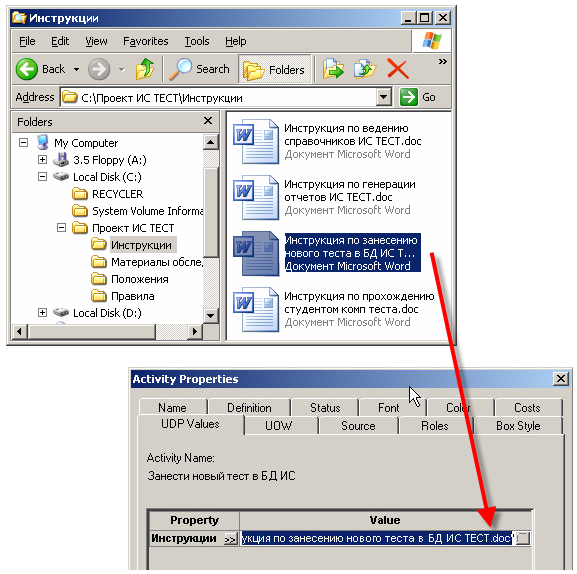 Инструкции
File Edit View Favorites Tools Help
Back Search Folders »
Address C:\Проект ИС ТЕСТ\Инструкции Go
Folders
My Computer
3.5 Floppy (A:)
Local Disk (C:)
RECYCLER
System Volume Informa
Проект ИС ТЕСТ
Инструкции
Материалы обсле,
Положения
Правила
Local Disk (D:)
Инструкция по ведению
справочников ИС ТЕСТ.doc
Документ Microsoft Word
Инструкция по генерации
отчетов ИС ТЕСТ.doc
Документ Microsoft Word
Инструкция по занесению
нового теста в БД ИС Т...
Документ Microsoft Word
Инструкция по прохождению
студентом комп теста.doc
Документ Microsoft Word
Activity Properties
Name Definition Status Font Color Costs
UDP Values UOW Source Roles Box Style
Activity Name:
Занести новый тест в БД ИС
Property Value
Инструкции >> укция по занесению нового теста в БД ИС ТЕСТ.doc"